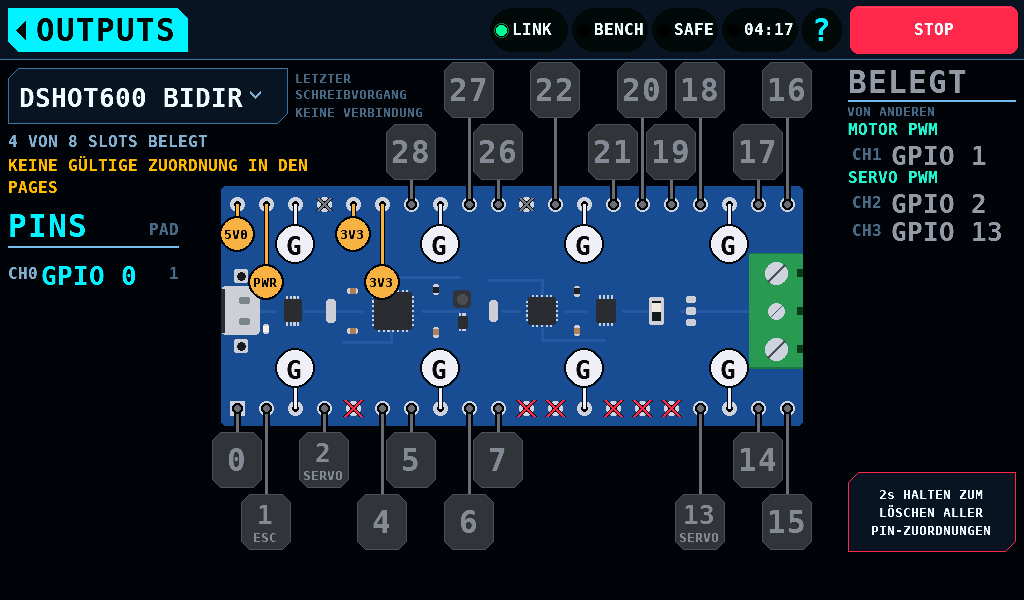 OUTPUTS
LINK
BENCH
SAFE
04:17
?
STOP
DSHOT600 BIDIR
LETZTER
SCHREIBVORGANG
KEINE VERBINDUNG
4 VON 8 SLOTS BELEGT
KEINE GÜLTIGE ZUORDNUNG IN DEN
PAGES
PINS
PAD
CH0 GPIO 0 1
27
22
20
18
16
28
26
21
19
17
5V0
G
3V3
G
G
G
PWR
3V3
G
G
G
G
0
2
SERVO
5
7
14
1
ESC
4
6
13
SERVO
15
BELEGT
VON ANDEREN
MOTOR PWM
CH1 GPIO 1
SERVO PWM
CH2 GPIO 2
CH3 GPIO 13
2s HALTEN ZUM
LÖSCHEN ALLER
PIN-ZUORDNUNGEN